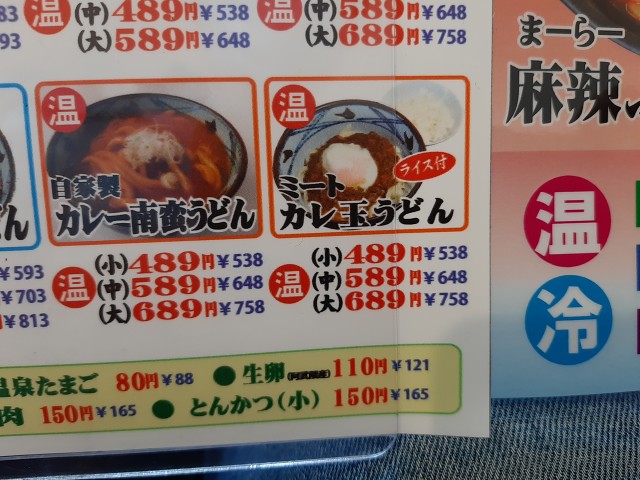 83 温 (中)489円¥538 温 (中)589円¥648
793 (大)589円¥648 (大)689円¥758
温
自家製
カレー南蛮うどん
温
ライス付
ミート
カレ玉うどん
ん
¥593
¥703
円¥813
温
(小)489円¥538
(中)589円¥648
(大)689円¥758
温
(小)489円¥538
(中)589円¥648
(大)689円¥758
温泉たまご 80円¥88 ●生卵 110円¥121
肉 150円¥165 ●とんかつ(小) 150円¥165
まーらー
麻辣
温
冷